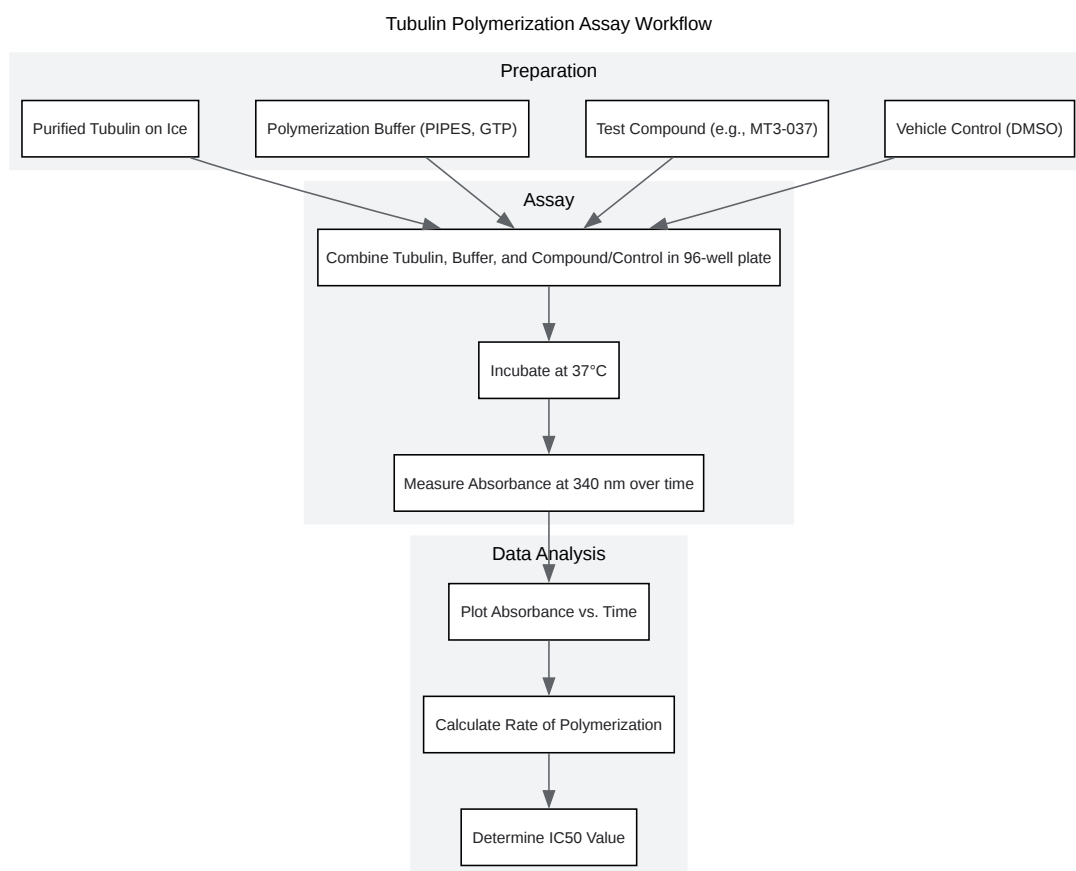 Tubulin Polymerization Assay Workflow
Preparation
Purified Tubulin on Ice
Polymerization Buffer (PIPES, GTP)
Test Compound (e.g., MT3-037)
Vehicle Control (DMSO)
Assay
Combine Tubulin, Buffer, and Compound/Control in 96-well plate
Incubate at 37°C
Measure Absorbance at 340 nm over time
Data Analysis
Plot Absorbance vs. Time
Calculate Rate of Polymerization
Determine IC50 Value